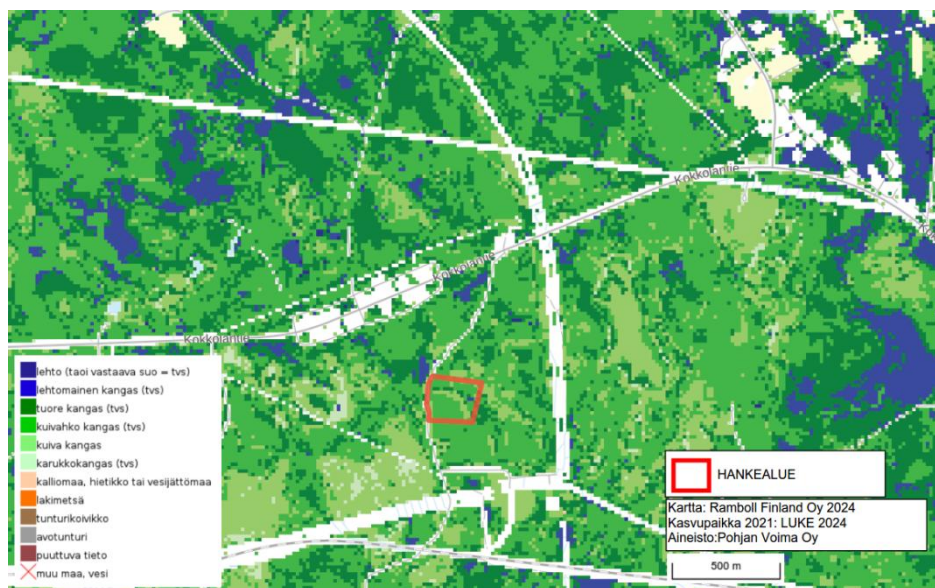 Kokkolantie
Kokkolantie
Kokkolantie
lehto (taoi vastaava suo = tvs)
lehtomainen kangas (tvs)
tuore kangas (tvs)
kuivahko kangas (tvs)
kuiva kangas
karukkokangas (tvs)
kalliomaa, hietikko tai vesijättömaa
lakimetsä
tunturikoivikko
avotunturi
puuttuva tieto
muu maa, vesi
HANKEALUE
Kartta: Ramboll Finland Oy 2024
Kasvupaikka 2021: LUKE 2024
Aineisto:Pohjan Voima Oy
500 m